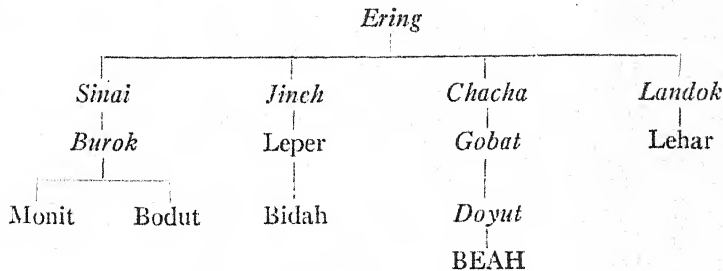 Ering
Sinai Jineh Chacha Landok
Burok Leper Gobat Lehar
Monit Bodut Bidah Doyut
BEAH